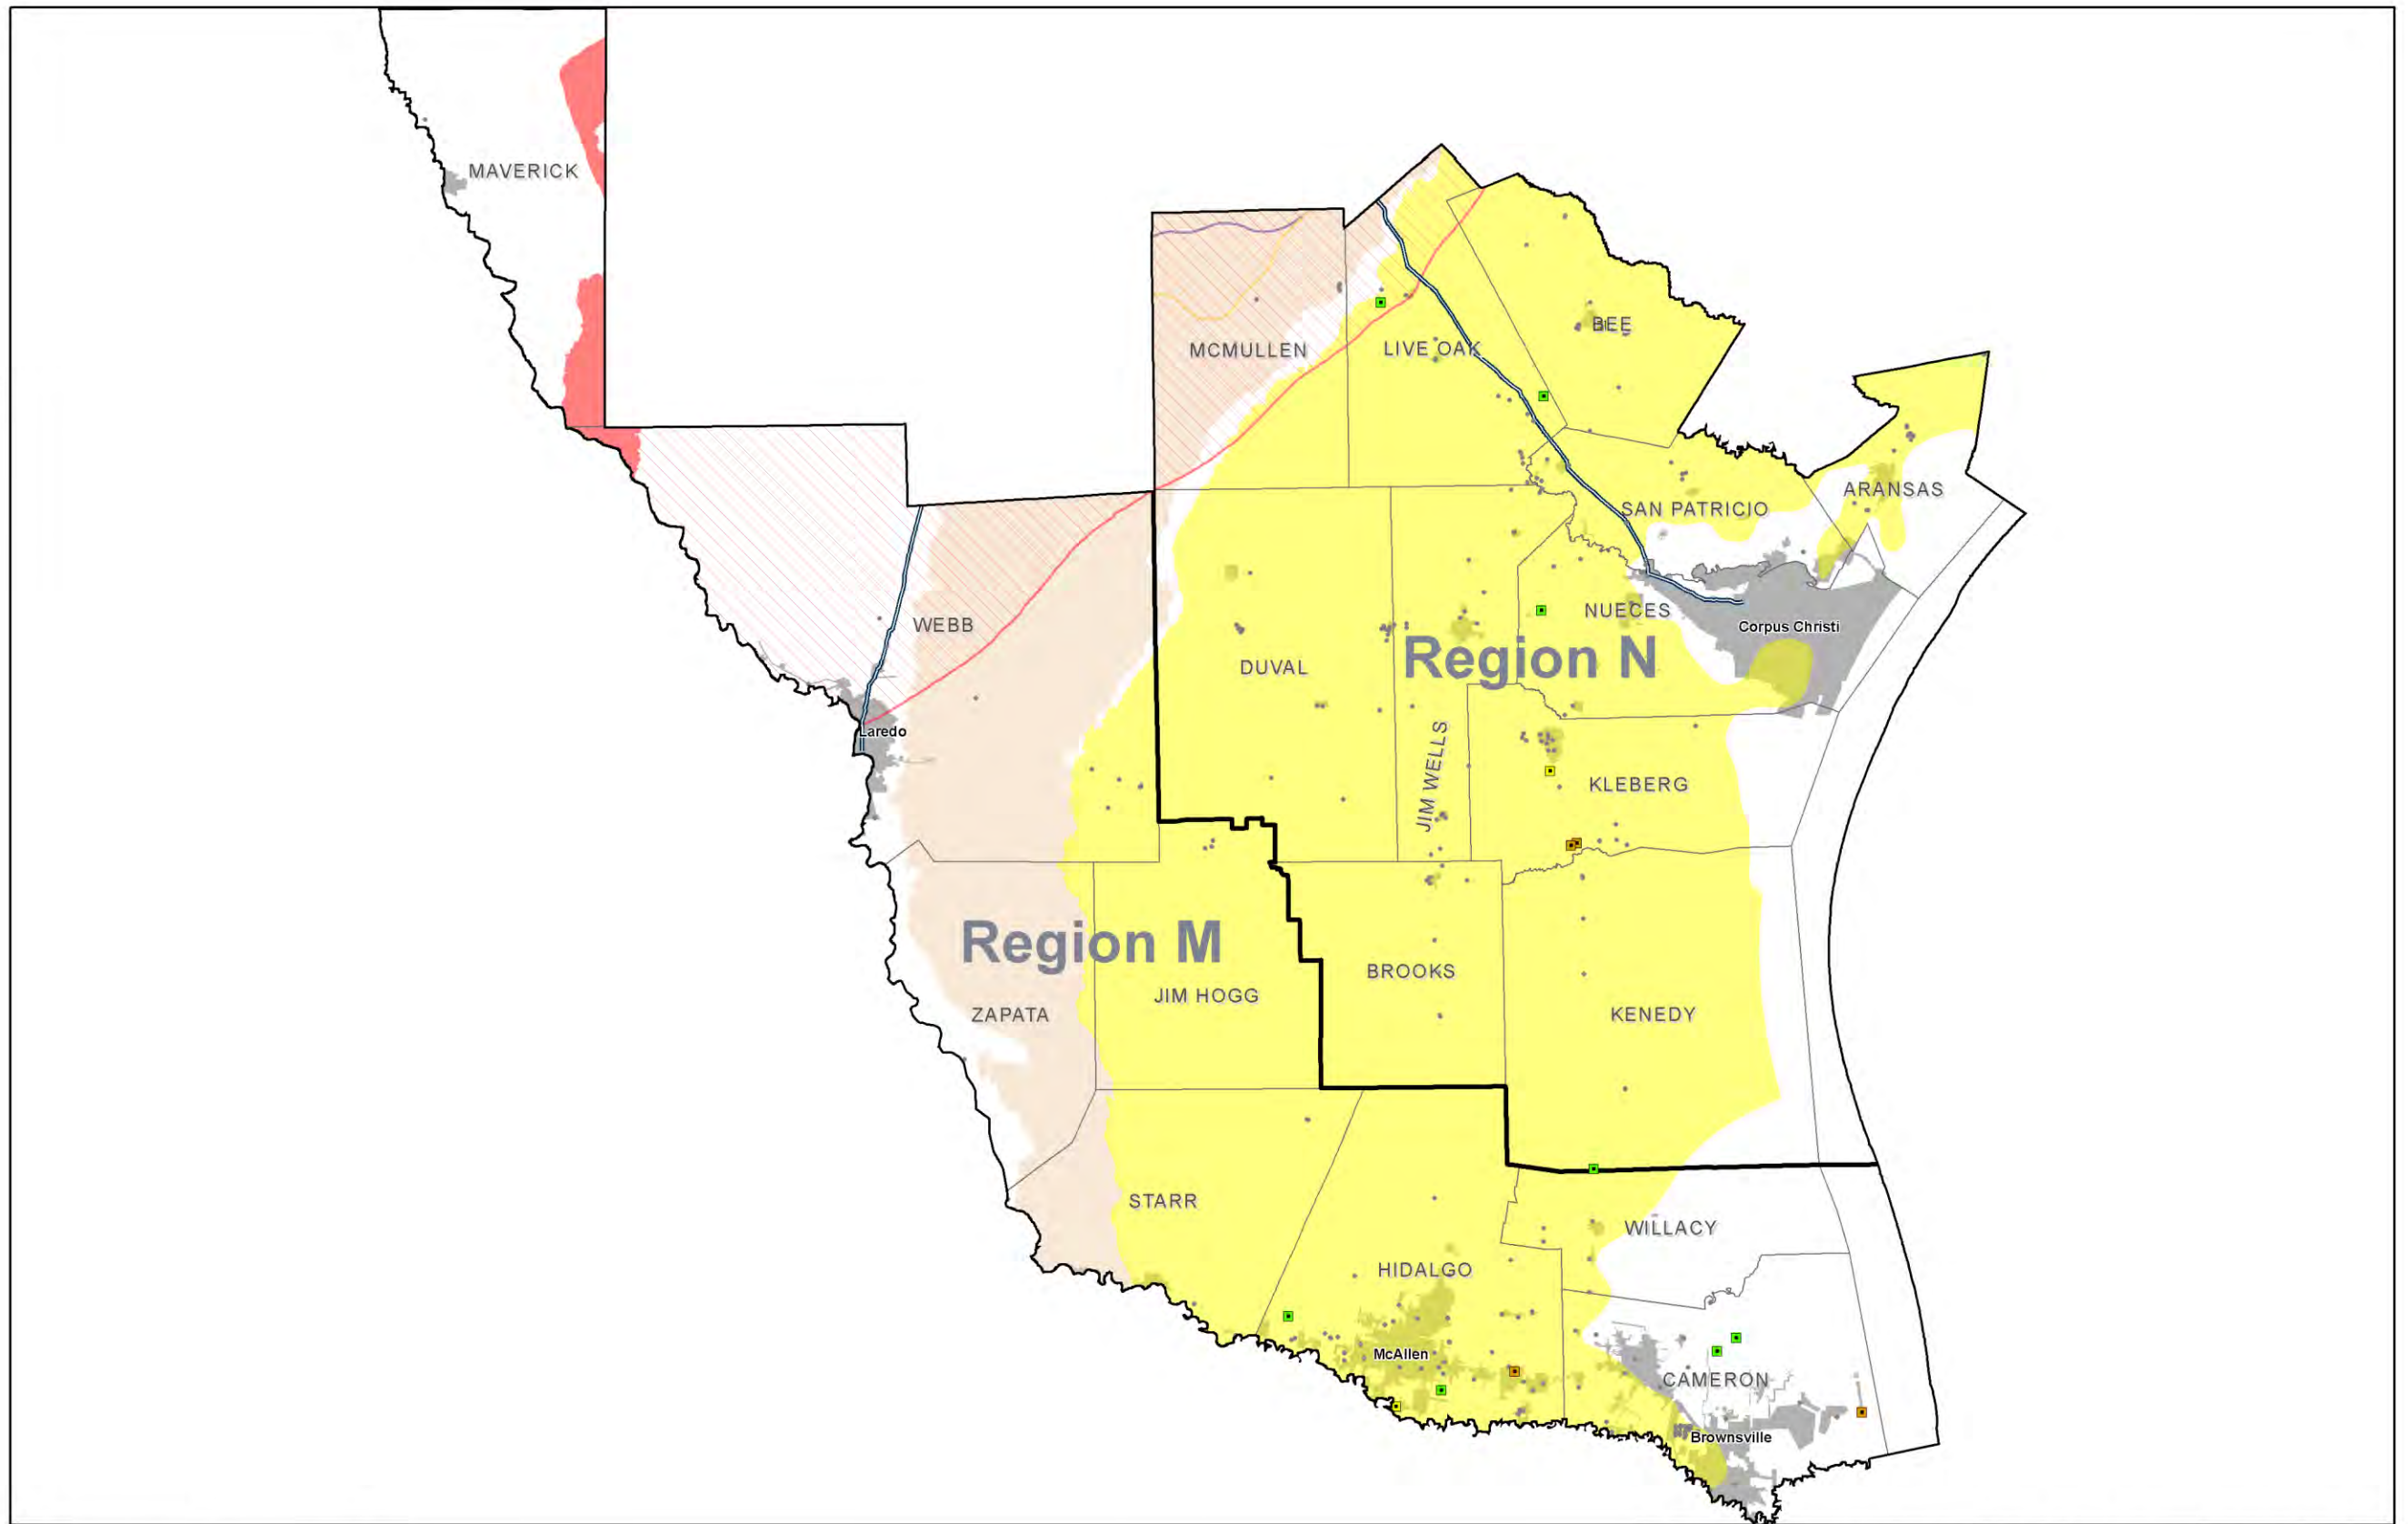 MAVERICK
BEE
MCMULLEN
LIVE OAK
ARANSAS
SAN PATRICIO
NUECES
WEBB
Corpus Christi
Region N
DUVAL
Laredo
JIM WELLS
KLEBERG
Region M
BROOKS
JIM HOGG
ZAPATA
KENEDY
STARR
WILLACY
HIDALGO
McAllen
CAMERON
Brownsville